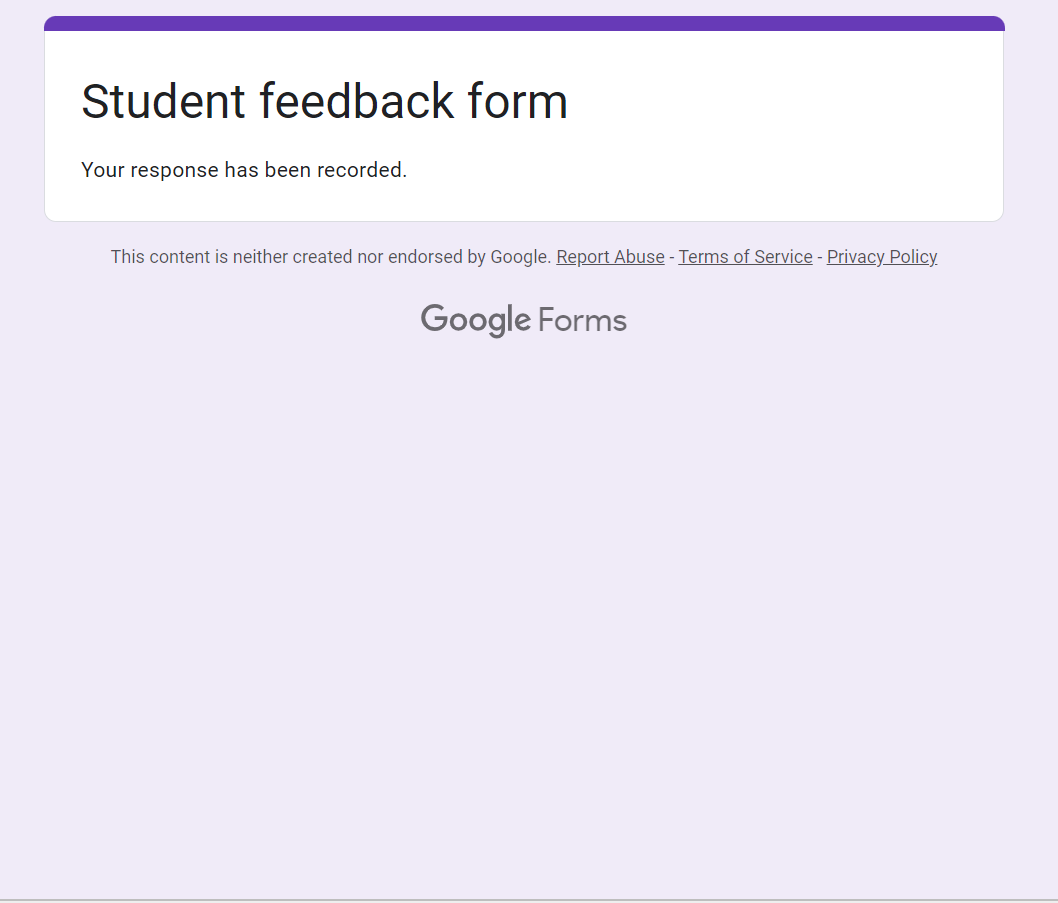 Student feedback form
Your response has been recorded.
This content is neither created nor endorsed by Google. Report Abuse - Terms of Service - Privacy Policy
Google Forms